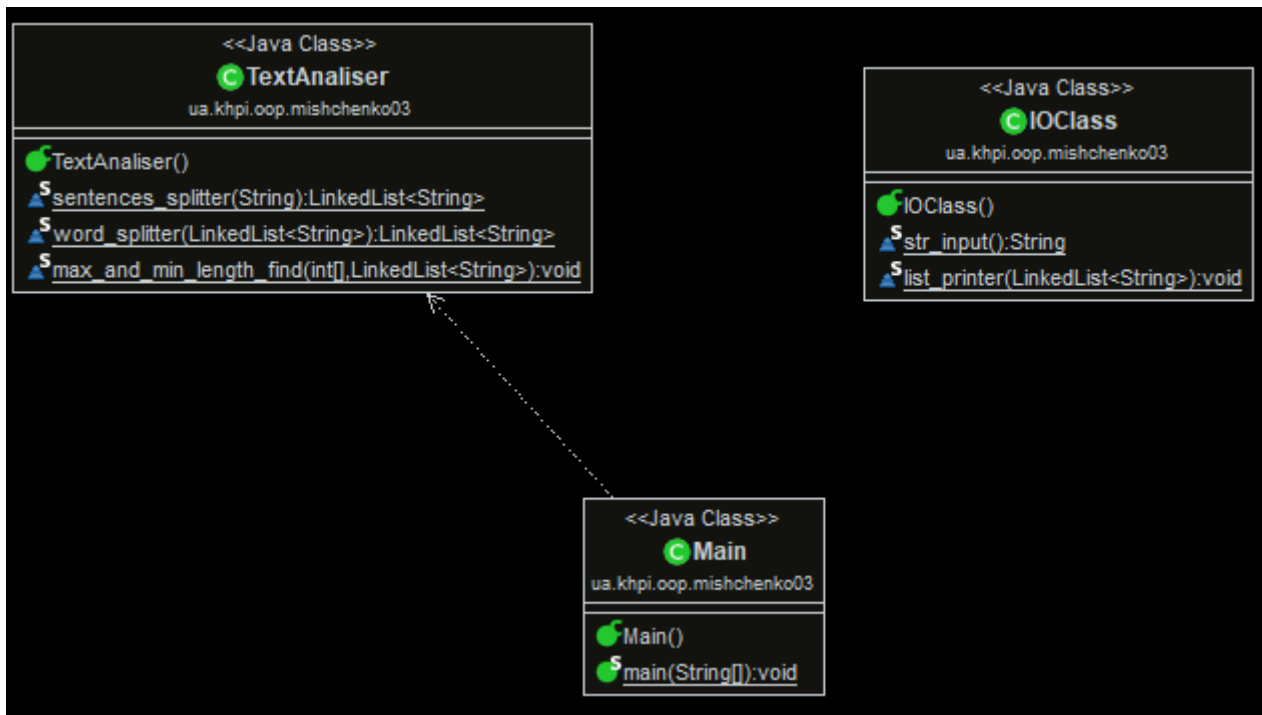 <<Java Class>>
TextAnaliser
ua.khpi.oop.mishchenko03
TextAnaliser()
sentences_splitter(String):LinkedList<String>
word_splitter(LinkedList<String>):LinkedList<String>
max_and_min_length_find(int[],LinkedList<String>):void
<<Java Class>>
IOClass
ua.khpi.oop.mishchenko03
IOClass()
str_input():String
list_printer(LinkedList<String>):void
<<Java Class>>
Main
ua.khpi.oop.mishchenko03
Main()
main(String[]):void